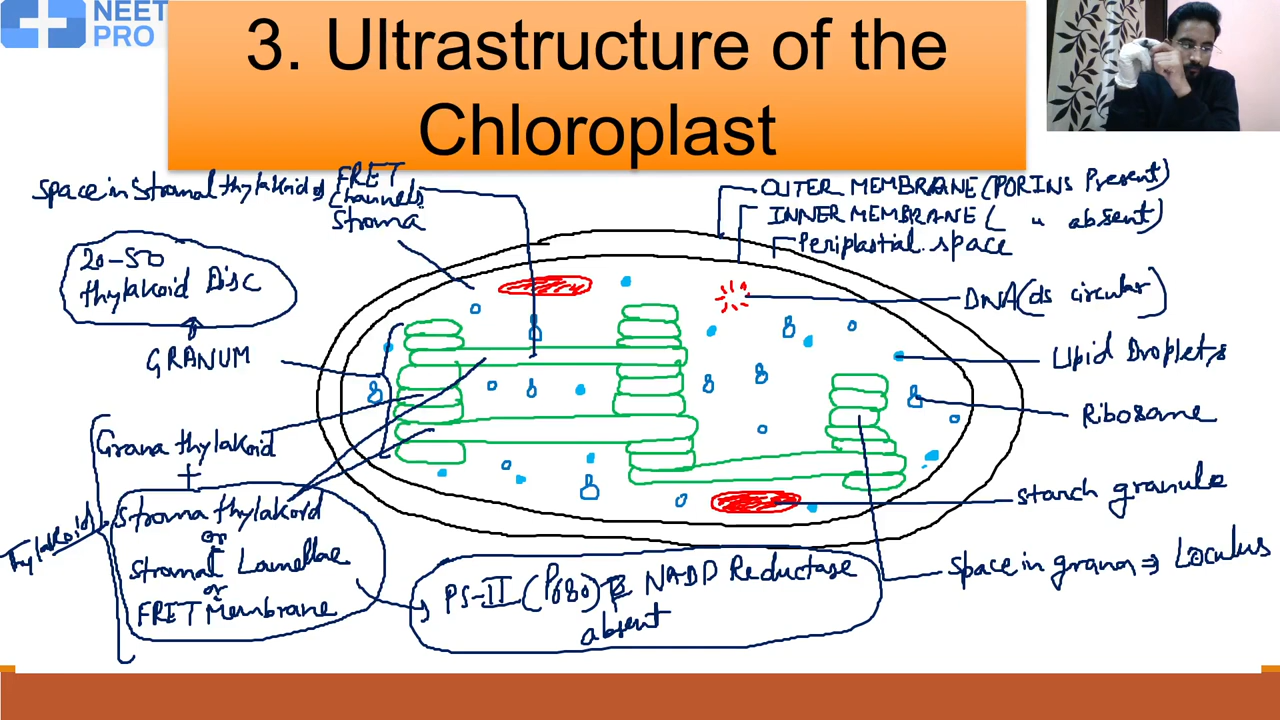 NEET
PRO
3. Ultrastructure of the
Chloroplast
Space in Stromal thylakoid
FRET
Channels
Stroma
OUTER MEMBRANE (PORINS Present)
INNER MEMBRANE ( " absent)
Periplastial space
20-50
thylakoid Disc
GRANUM
DNA (ds circular)
Lipid Droplets
Ribosome
Grana thylakoid
+
Thylakoid
Stroma thylakoid
or
Stromal Lamellae
or
FRET Membrane
Starch granule
Space in grana ⇒ Loculus
PS-II (P680) & NADP Reductase
absent